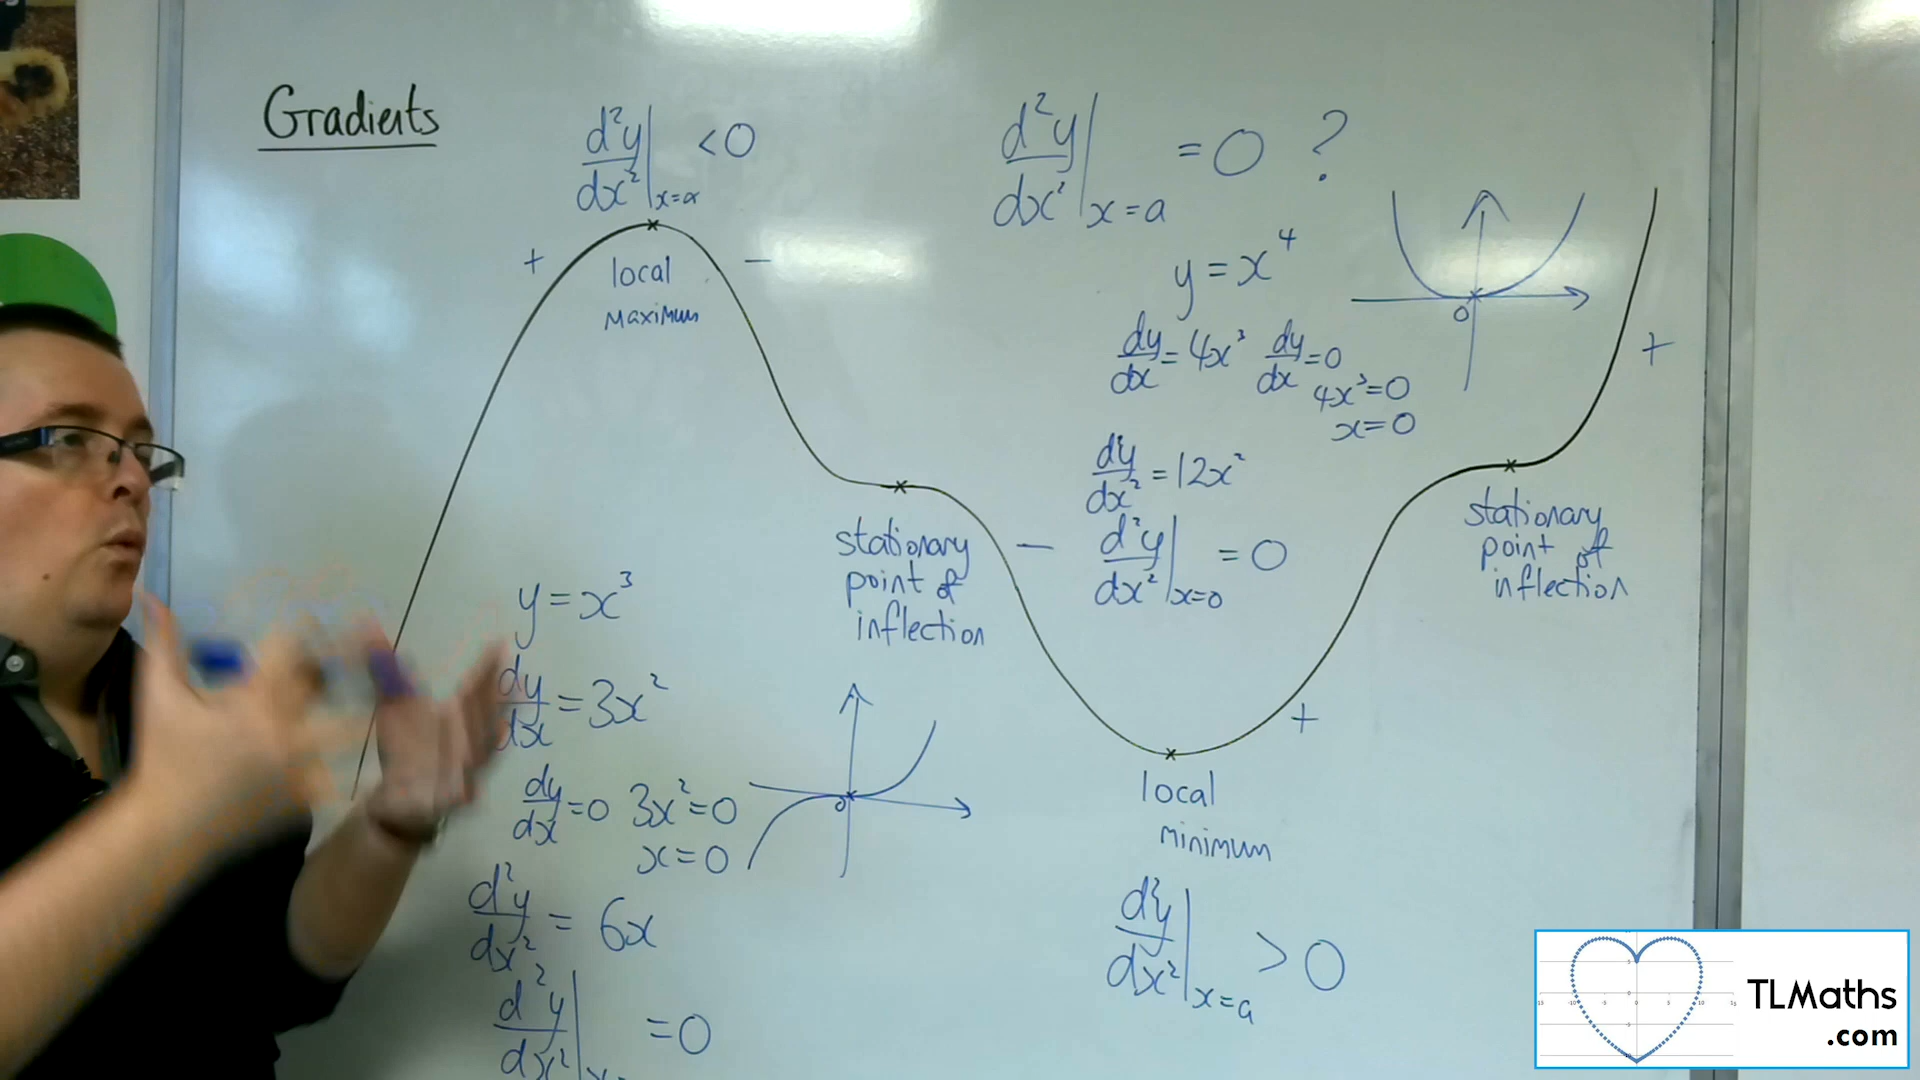 Gradients
d²y/dx² | x=a < 0
+
−
local
maximum
d²y/dx² | x=a = 0 ?
y = x⁴
0
dy/dx = 4x³ dy/dx = 0
4x³ = 0
x = 0
+
d²y/dx² = 12x²
d²y/dx² | x=0 = 0
−
stationary
point of
inflection
stationary
point of
inflection
y = x³
dy/dx = 3x²
+
dy/dx = 0 3x² = 0
x = 0
0
local
minimum
d²y/dx² = 6x
d²y/dx² | = 0
d²y/dx² | x=a > 0
TLMaths
.com